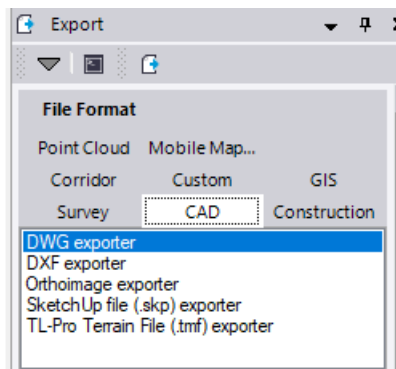 Export
File Format
Point Cloud Mobile Map...
Corridor Custom GIS
Survey CAD Construction
DWG exporter
DXF exporter
Orthoimage exporter
SketchUp file (.skp) exporter
TL-Pro Terrain File (.tmf) exporter